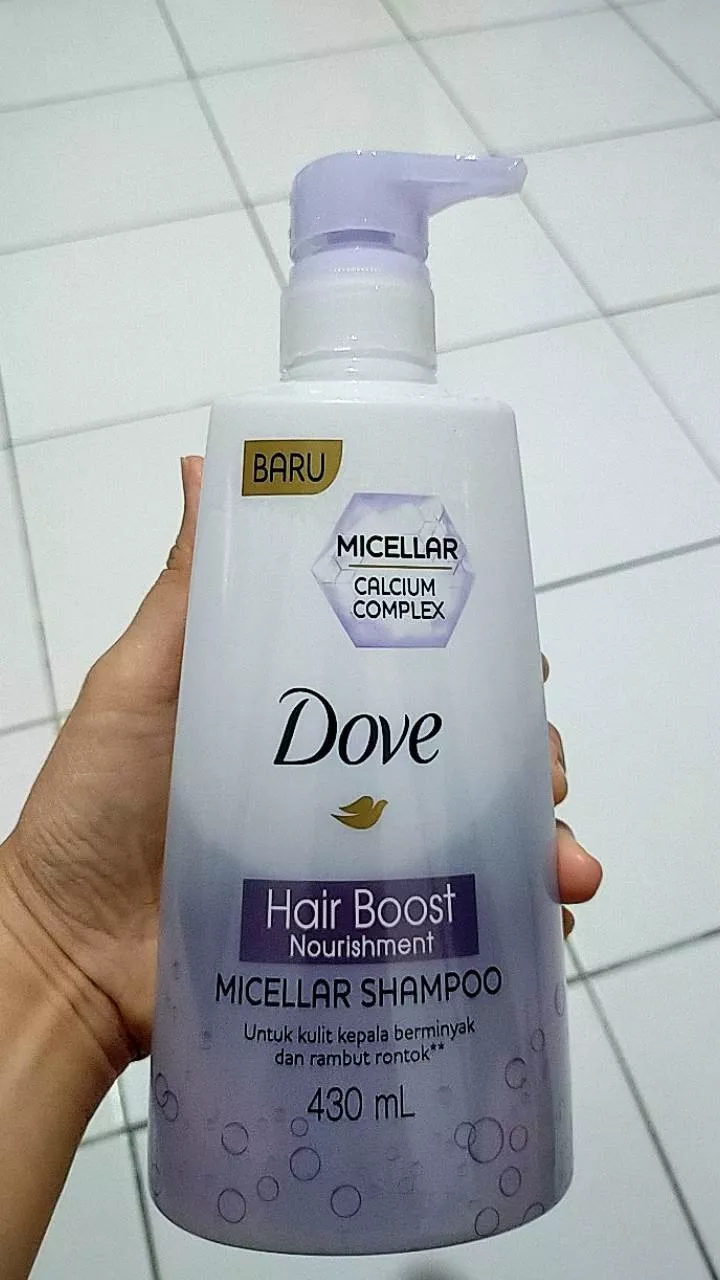 BARU
MICELLAR
CALCIUM
COMPLEX
Dove
Hair Boost
Nourishment
MICELLAR SHAMPOO
Untuk kulit kepala berminyak
dan rambut rontok**
430 mL